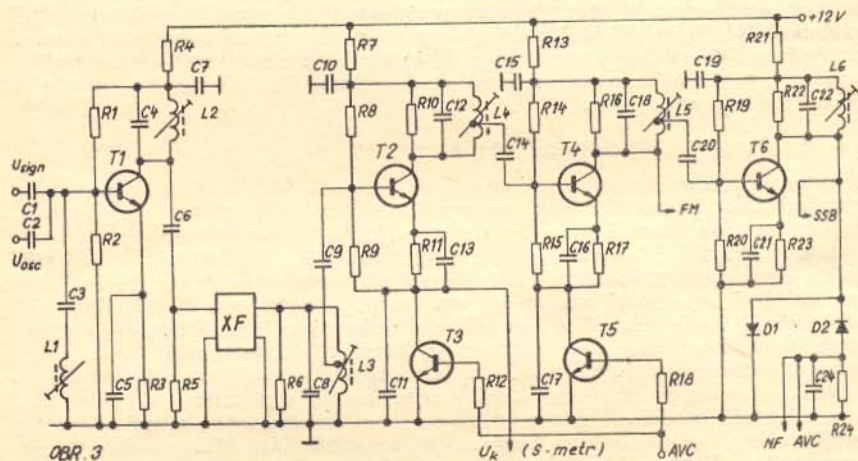 +12V
R4 R7 R13 R21
C7 C10 C15 C19 L6
R1 C4 L2 R8 R10 C12 L4 R14 R16 C18 L5 R19 R22 C22
Usign T1 T2 C14 T4 C20 T6
C1
C2 FM SSB
Uosc R2 C6 C9 R9 R11 C13 R15 C16 R17 R20 C21 R23
C3
L1 XF T3 T5 D1 D2
C5 R3 R5 R6 C8 L3 C11 R12 C17 R18 C24
R24
OBR.3 Uk (S-metr) AVC NF AVC